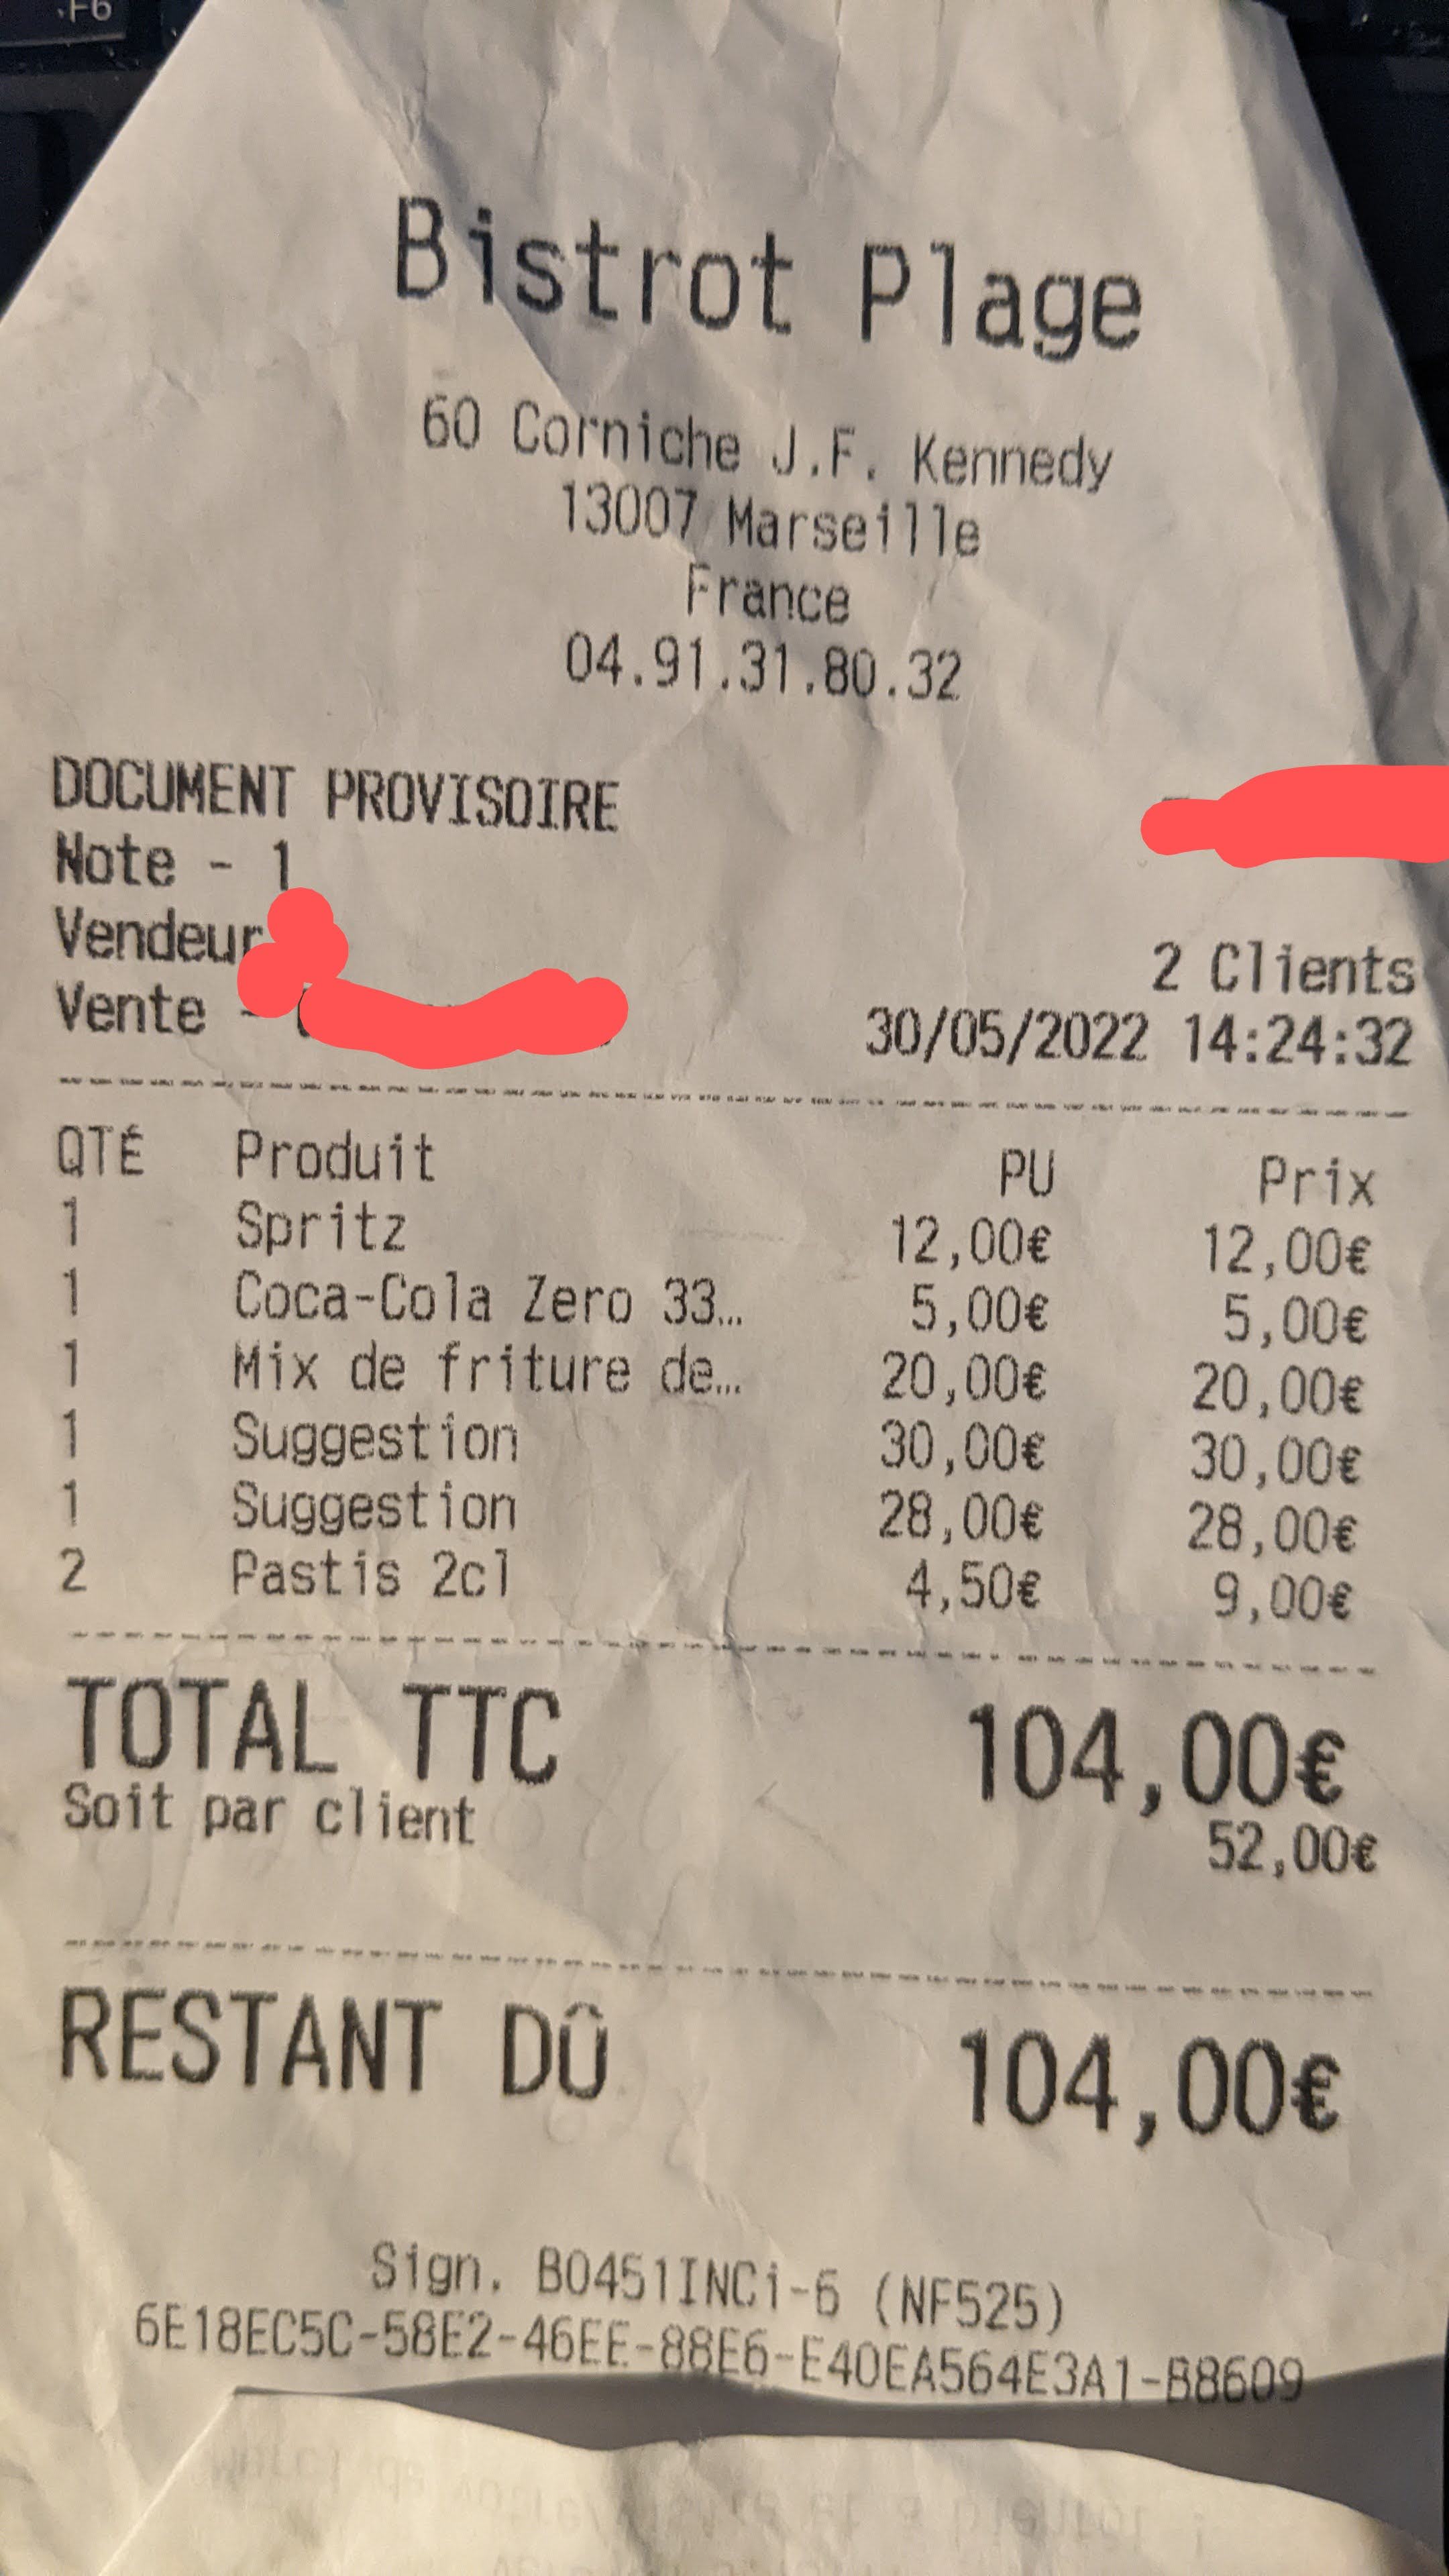 F6
Bistrot Plage
60 Corniche J.F. Kennedy
13007 Marseille
France
04.91.31.80.32
DOCUMENT PROVISOIRE
Note - 1
Vendeur
2 Clients
Vente - 30/05/2022 14:24:32
QTÉ Produit PU Prix
1 Spritz 12,00€ 12,00€
1 Coca-Cola Zero 33… 5,00€ 5,00€
1 Mix de friture de… 20,00€ 20,00€
1 Suggestion 30,00€ 30,00€
1 Suggestion 28,00€ 28,00€
2 Pastis 2cl 4,50€ 9,00€
TOTAL TTC 104,00€
Soit par client 52,00€
RESTANT DÛ 104,00€
Sign. B0451INCi-6 (NF525)
6E18EC5C-58E2-46EE-88E6-E40EA564E3A1-B8609